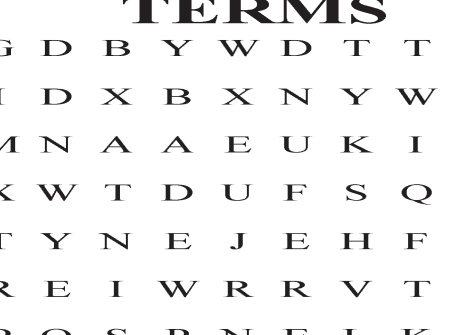 TERMS
G D B Y W D T T
D X B X N Y W
N A A E U K I
K W T D U F S Q
T Y N E J E H F
R E I W R R V T